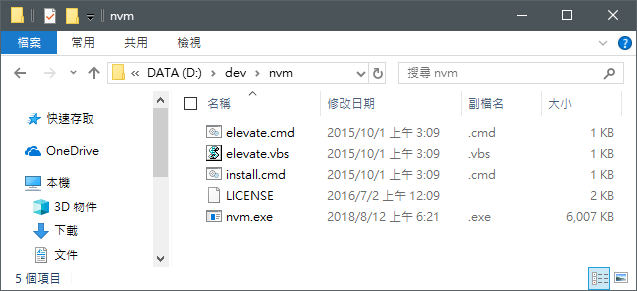 nvm
檔案 常用 共用 檢視
« DATA (D:) › dev › nvm 搜尋 nvm
名稱 修改日期 副檔名 大小
快速存取
OneDrive
本機
3D 物件
下載
文件
elevate.cmd 2015/10/1 上午 3:09 .cmd 1 KB
elevate.vbs 2015/10/1 上午 3:09 .vbs 1 KB
install.cmd 2015/10/1 上午 3:09 .cmd 1 KB
LICENSE 2016/7/2 上午 12:09 2 KB
nvm.exe 2018/8/12 上午 6:21 .exe 6,007 KB
5 個項目